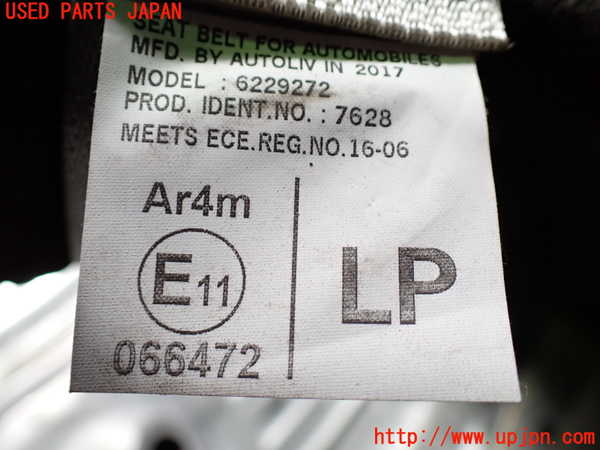 USED PARTS JAPAN
SEAT BELT FOR AUTOMOBILES
MFD. BY AUTOLIV IN 2017
MODEL : 6229272
PROD. IDENT.NO. : 7628
MEETS ECE.REG.NO.16-06
Ar4m
E11
LP
066472
http://www.upjpn.com/